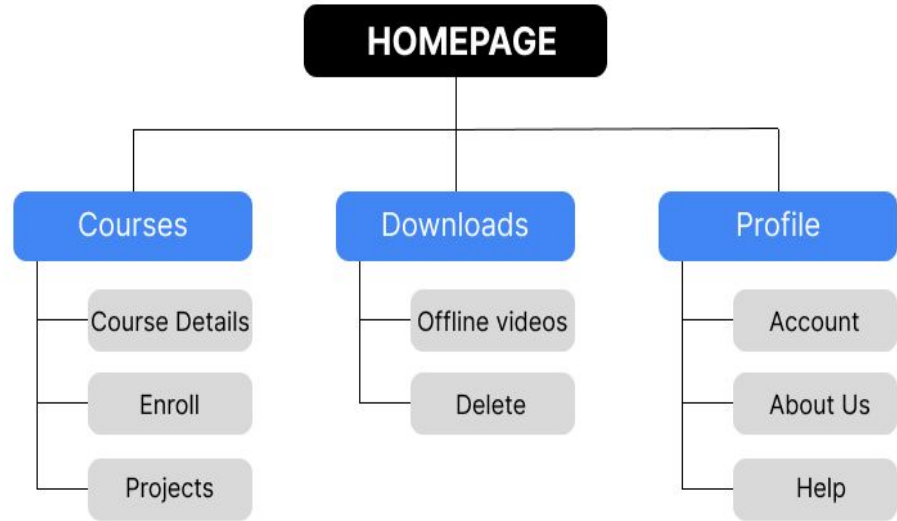 HOMEPAGE
Courses
Downloads
Profile
Course Details
Offline videos
Account
Enroll
Delete
About Us
Projects
Help